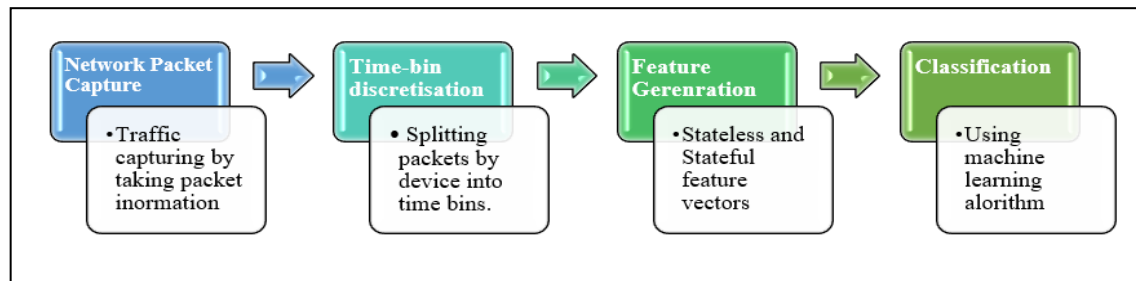 Network Packet
Capture
•Traffic
capturing by
taking packet
inormation
Time-bin
discretisation
• Splitting
packets by
device into
time bins.
Feature
Gerenration
•Stateless and
Stateful
feature
vectors
Classification
•Using
machine
learning
alorithm